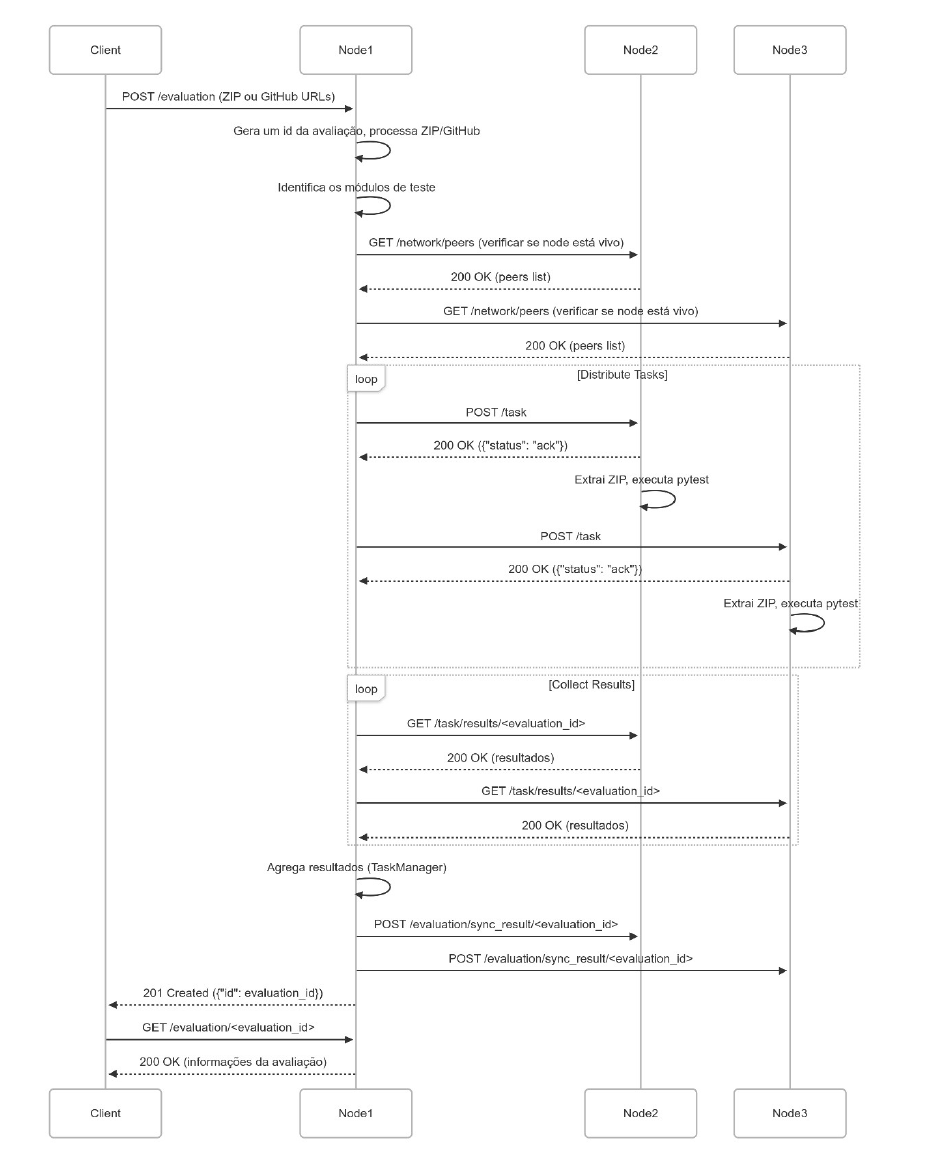 Client
Node1
Node2
Node3
POST /evaluation (ZIP ou GitHub URLs)
Gera um id da avaliação, processa ZIP/GitHub
Identifica os módulos de teste
GET /network/peers (verificar se node está vivo)
200 OK (peers list)
GET /network/peers (verificar se node está vivo)
200 OK (peers list)
loop
[Distribute Tasks]
POST /task
200 OK ({"status": "ack"})
Extrai ZIP, executa pytest
POST /task
200 OK ({"status": "ack"})
Extrai ZIP, executa pytest
loop
[Collect Results]
GET /task/results/<evaluation_id>
200 OK (resultados)
GET /task/results/<evaluation_id>
200 OK (resultados)
Agrega resultados (TaskManager)
POST /evaluation/sync_result/<evaluation_id>
POST /evaluation/sync_result/<evaluation_id>
201 Created ({"id": evaluation_id})
GET /evaluation/<evaluation_id>
200 OK (informações da avaliação)
Client
Node1
Node2
Node3